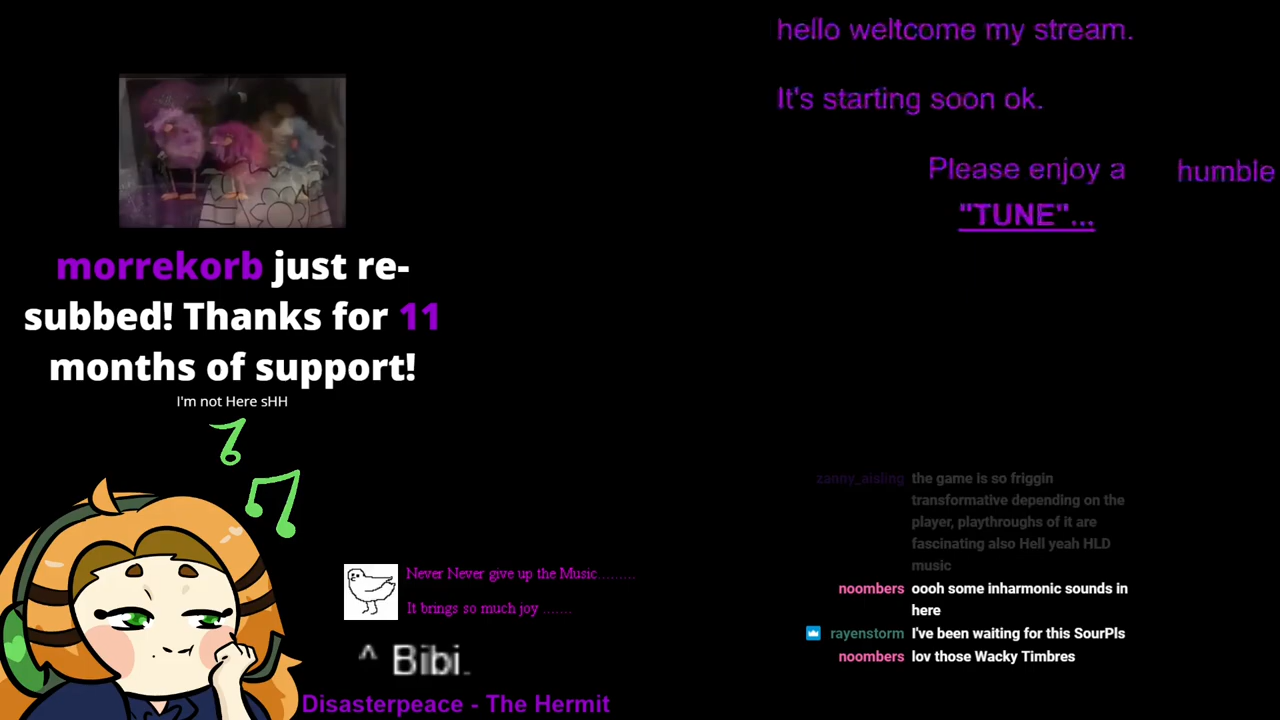 hello weltcome my stream.
It's starting soon ok.
Please enjoy a humble
"TUNE"...
morrekorb just re-
subbed! Thanks for 11
months of support!
I'm not Here sHH
zanny_aisling the game is so friggin
transformative depending on the
player, playthroughs of it are
fascinating also Hell yeah HLD
music
noombers oooh some inharmonic sounds in
here
rayenstorm I've been waiting for this SourPls
noombers lov those Wacky Timbres
Never Never give up the Music.........
It brings so much joy .......
^ Bibi.
Disasterpeace - The Hermit